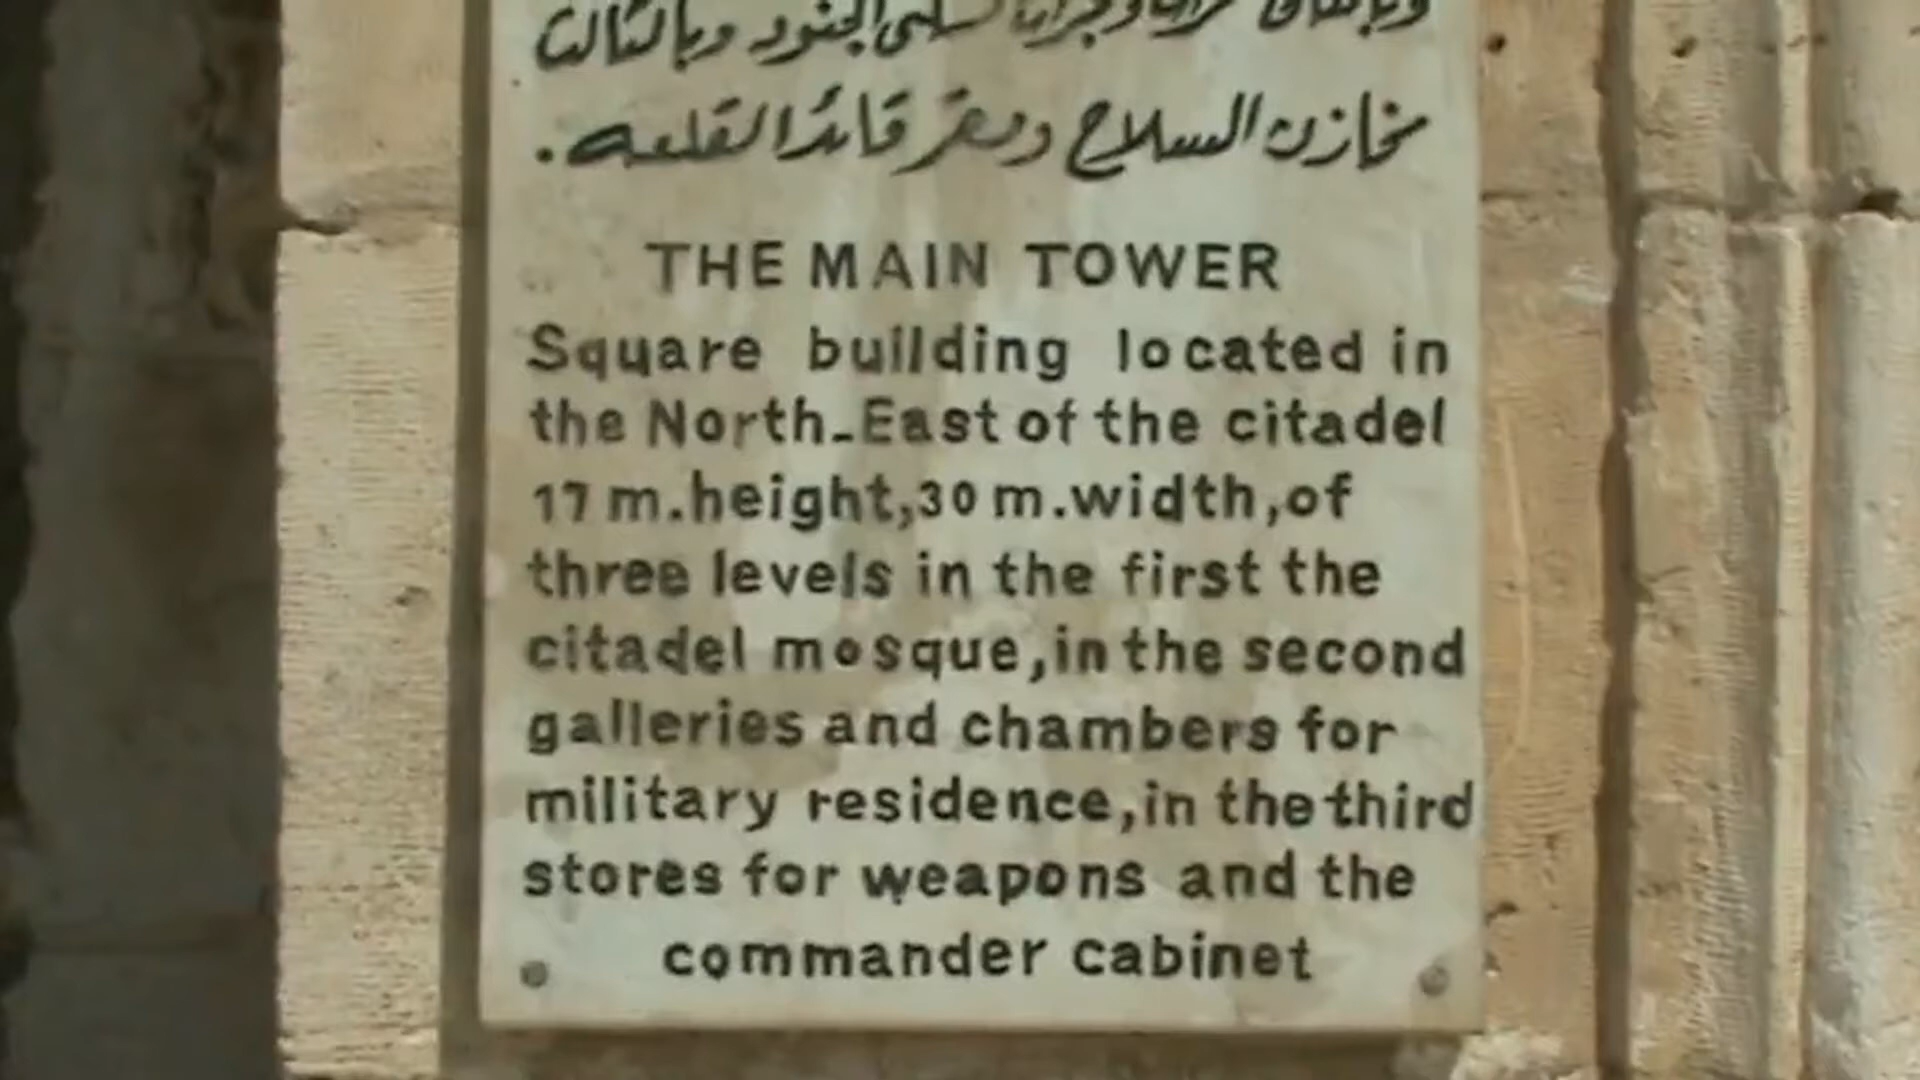 لسكنى الجنود وبالثالث
مخازن السلاح ومقر قائد القلعه .
THE MAIN TOWER
Square building located in
the North-East of the citadel
17 m.height,30 m.width,of
three levels in the first the
citadel mosque,in the second
galleries and chambers for
military residence,in the third
stores for weapons and the
commander cabinet